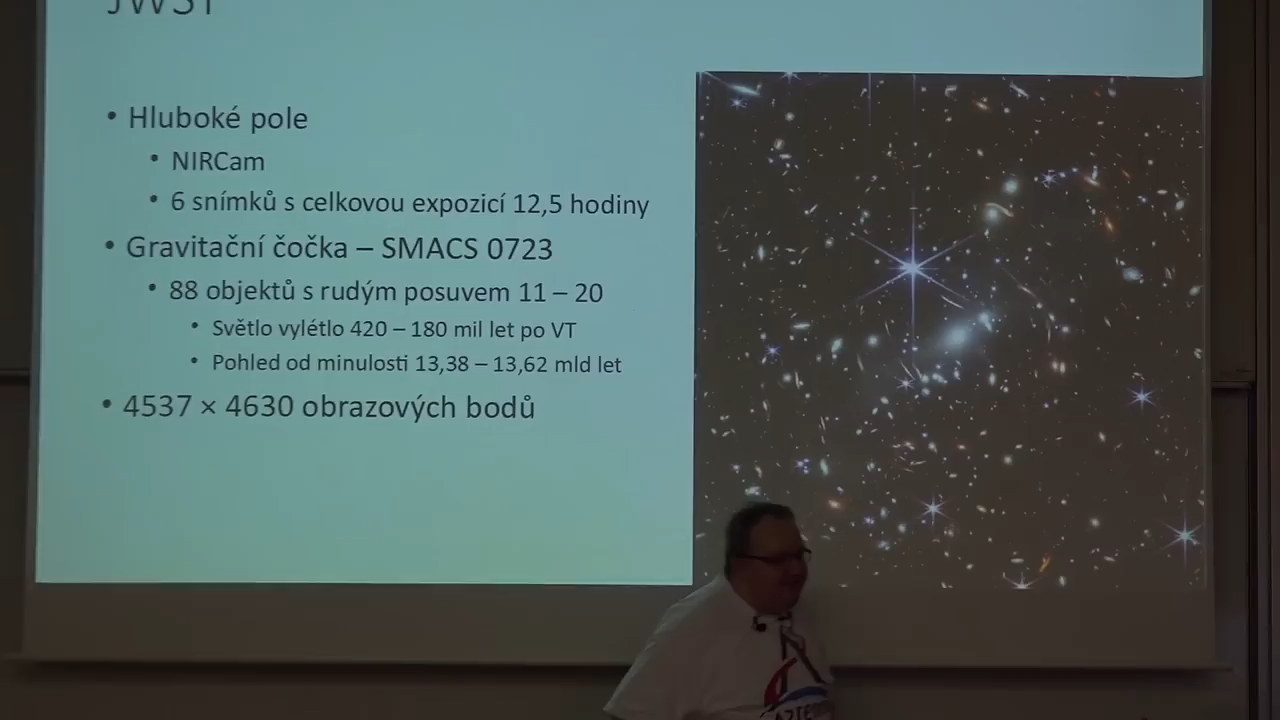 JWST
• Hluboké pole
• NIRCam
• 6 snímků s celkovou expozicí 12,5 hodiny
• Gravitační čočka – SMACS 0723
• 88 objektů s rudým posuvem 11 – 20
• Světlo vylétlo 420 – 180 mil let po VT
• Pohled od minulosti 13,38 – 13,62 mld let
• 4537 × 4630 obrazových bodů